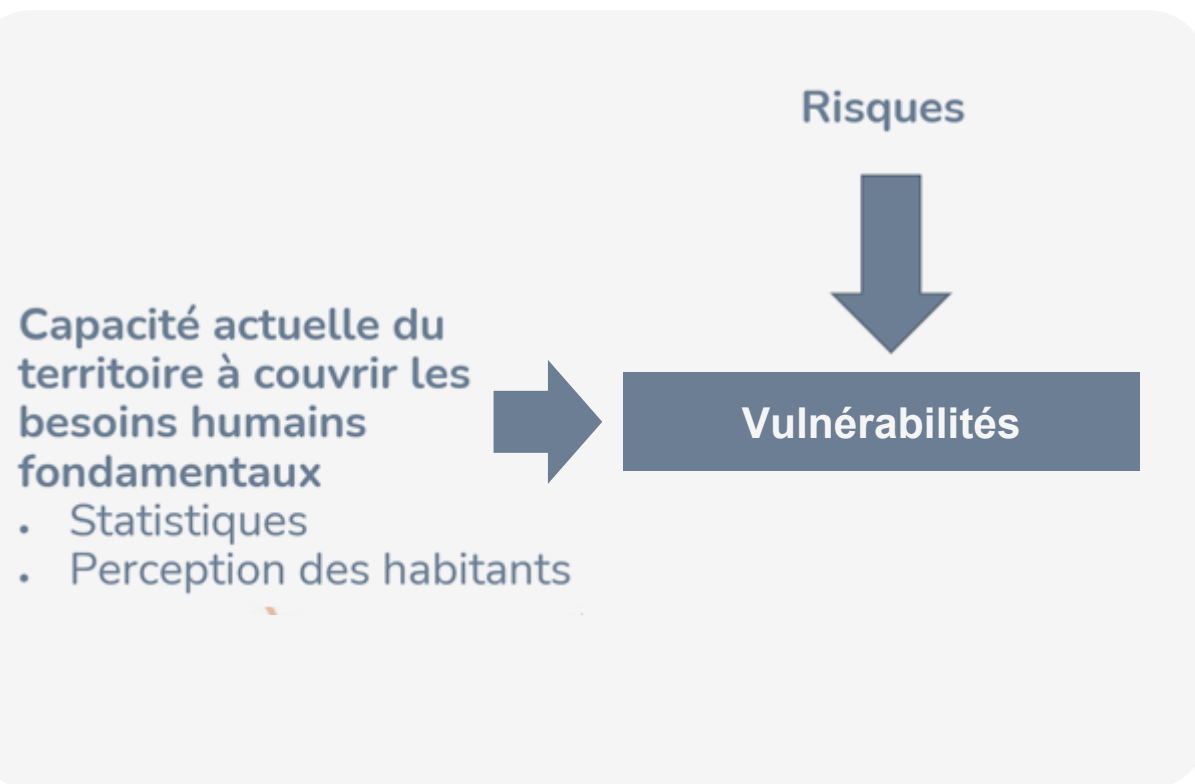 Risques
Capacité actuelle du
territoire à couvrir les
besoins humains
fondamentaux
• Statistiques
• Perception des habitants
Vulnérabilités